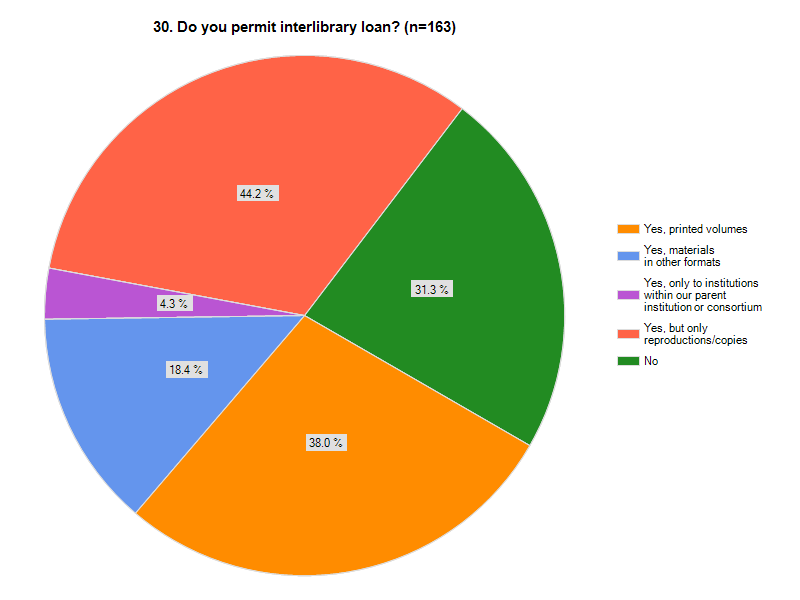 30. Do you permit interlibrary loan? (n=163)
44.2 %
31.3 %
4.3 %
18.4 %
38.0 %
Yes, printed volumes
Yes, materials
in other formats
Yes, only to institutions
within our parent
institution or consortium
Yes, but only
reproductions/copies
No